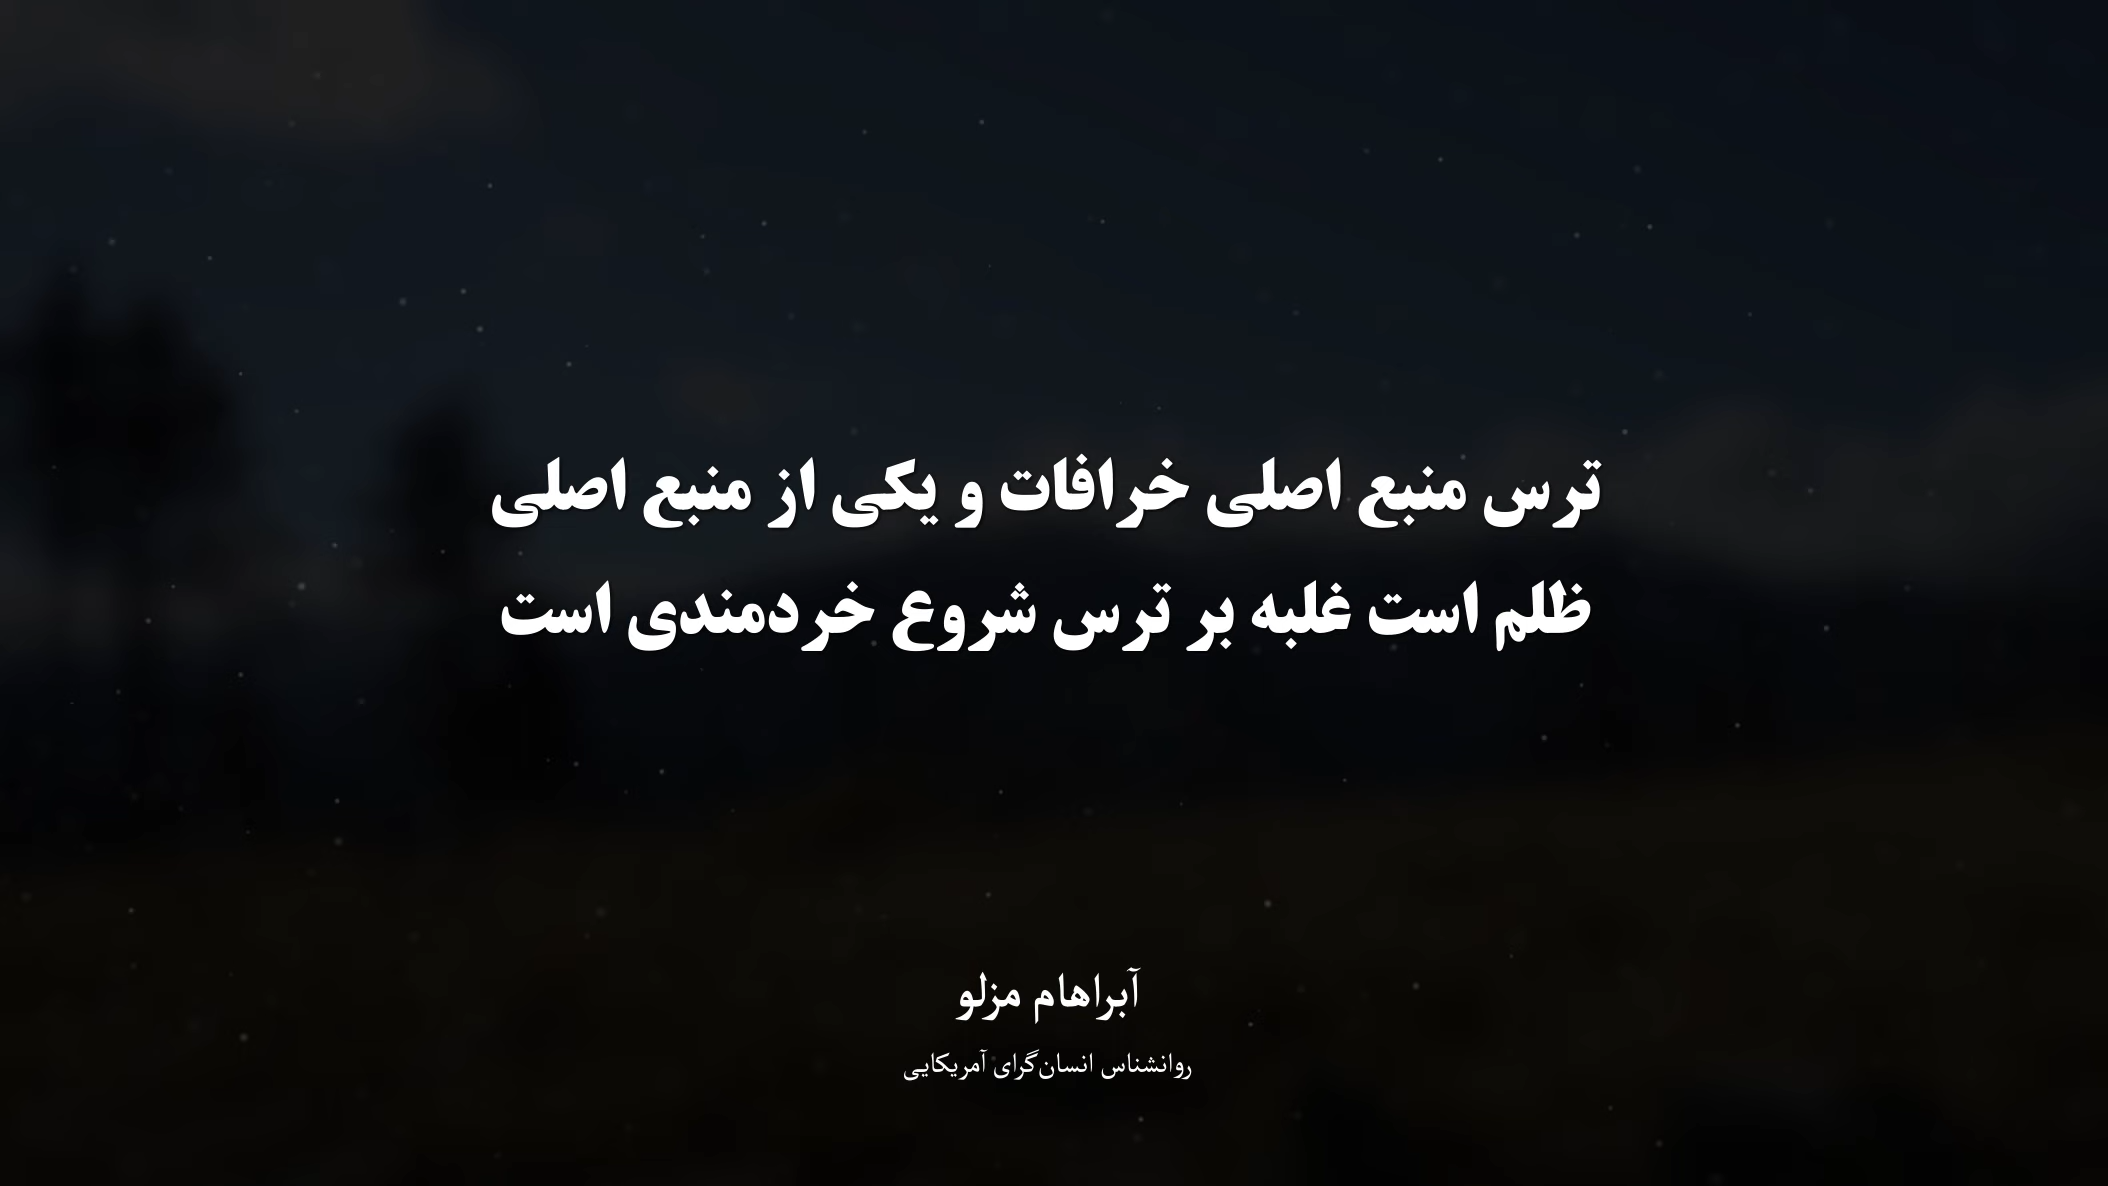 ترس منبع اصلی خرافات و یکی از منبع اصلی
ظلم است غلبه بر ترس شروع خردمندی است
آبراهام مزلو
روانشناس انسان‌گرای آمریکایی